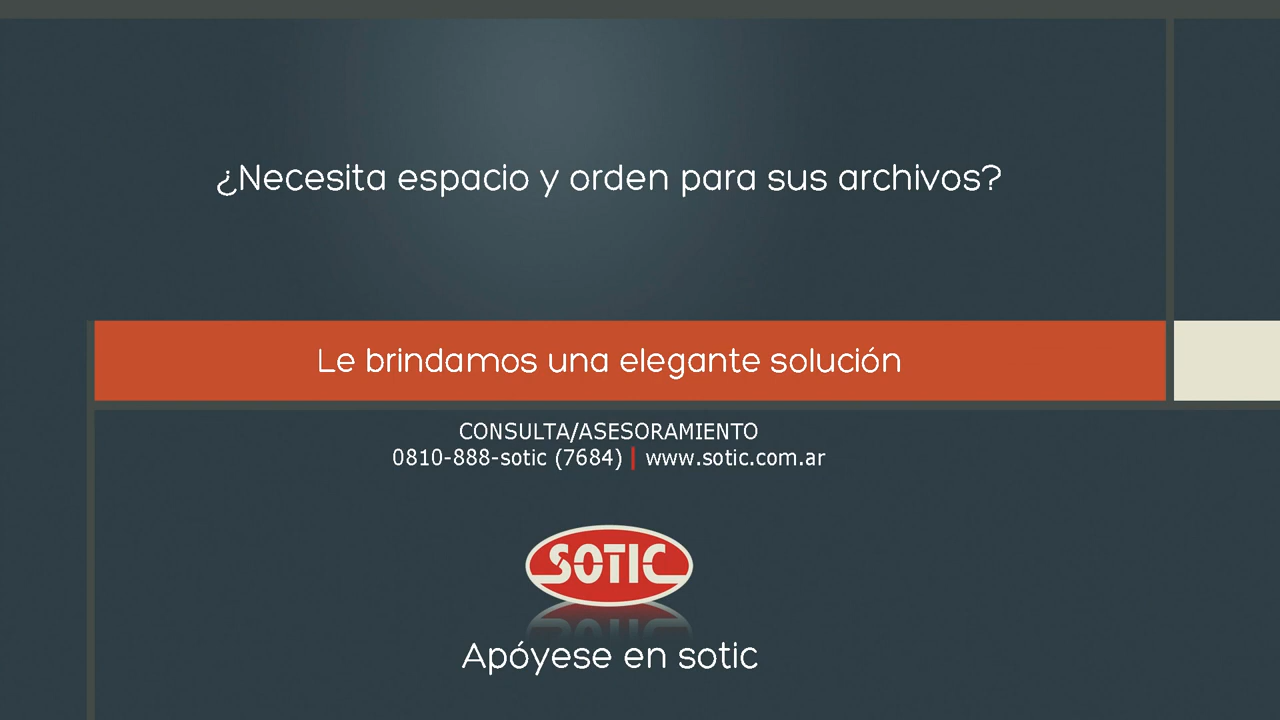 ¿Necesita espacio y orden para sus archivos?
Le brindamos una elegante solución
CONSULTA/ASESORAMIENTO
0810-888-sotic (7684) | www.sotic.com.ar
SOTIC
Apóyese en sotic